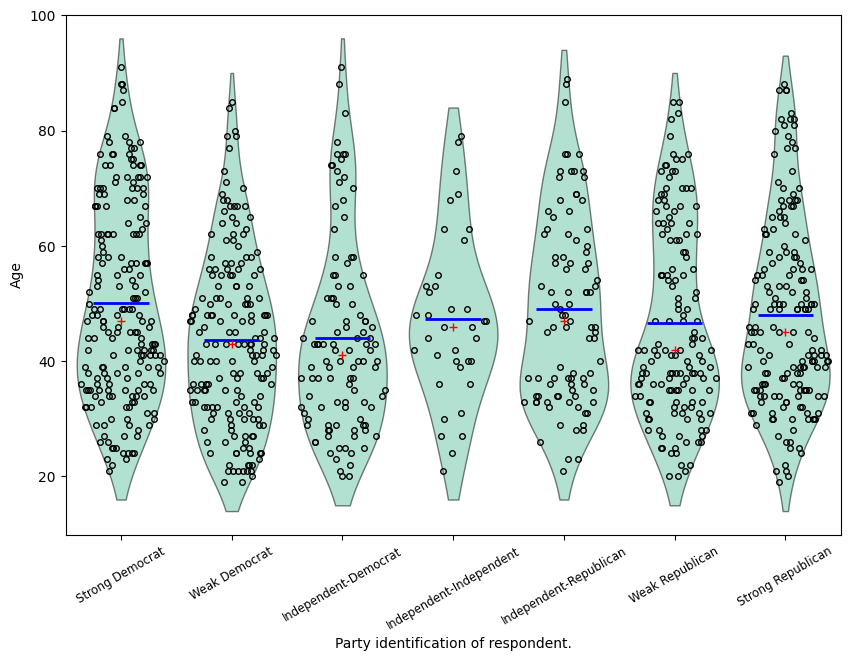 100
80
60
40
20
Age
Strong Democrat
Weak Democrat
Independent-Democrat
Independent-Independent
Independent-Republican
Weak Republican
Strong Republican
Party identification of respondent.